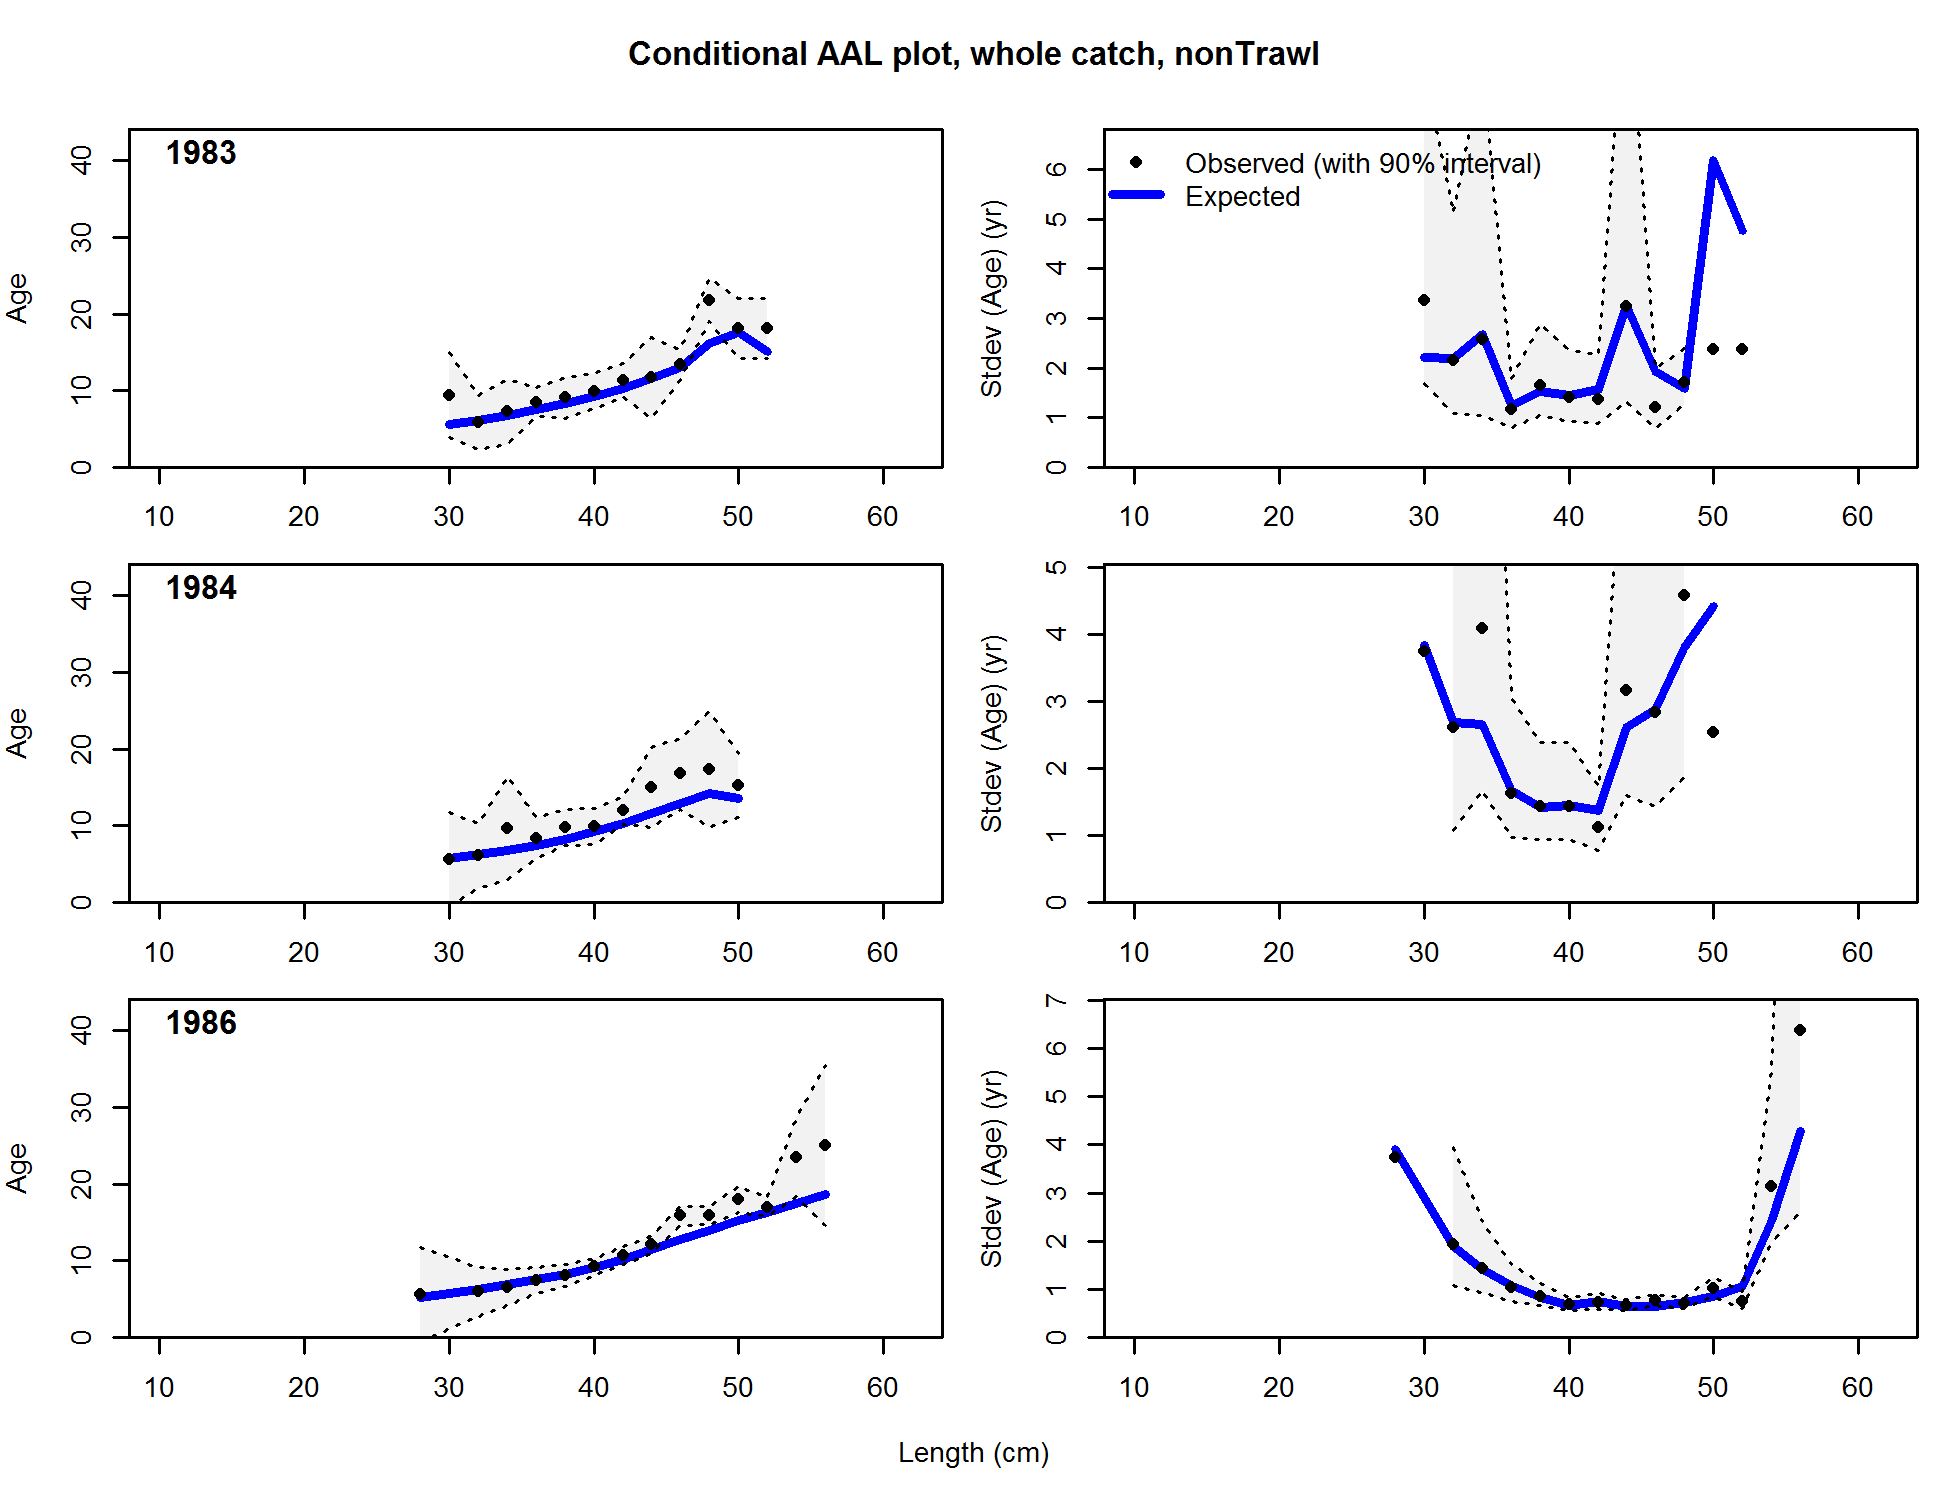 Conditional AAL plot, whole catch, nonTrawl
1983
Age
0 10 20 30 40
10 20 30 40 50 60
Observed (with 90% interval)
Expected
Stdev (Age) (yr)
0 1 2 3 4 5 6
10 20 30 40 50 60
1984
Age
0 10 20 30 40
10 20 30 40 50 60
Stdev (Age) (yr)
0 1 2 3 4 5
10 20 30 40 50 60
1986
Age
0 10 20 30 40
10 20 30 40 50 60
Stdev (Age) (yr)
0 1 2 3 4 5 6 7
10 20 30 40 50 60
Length (cm)